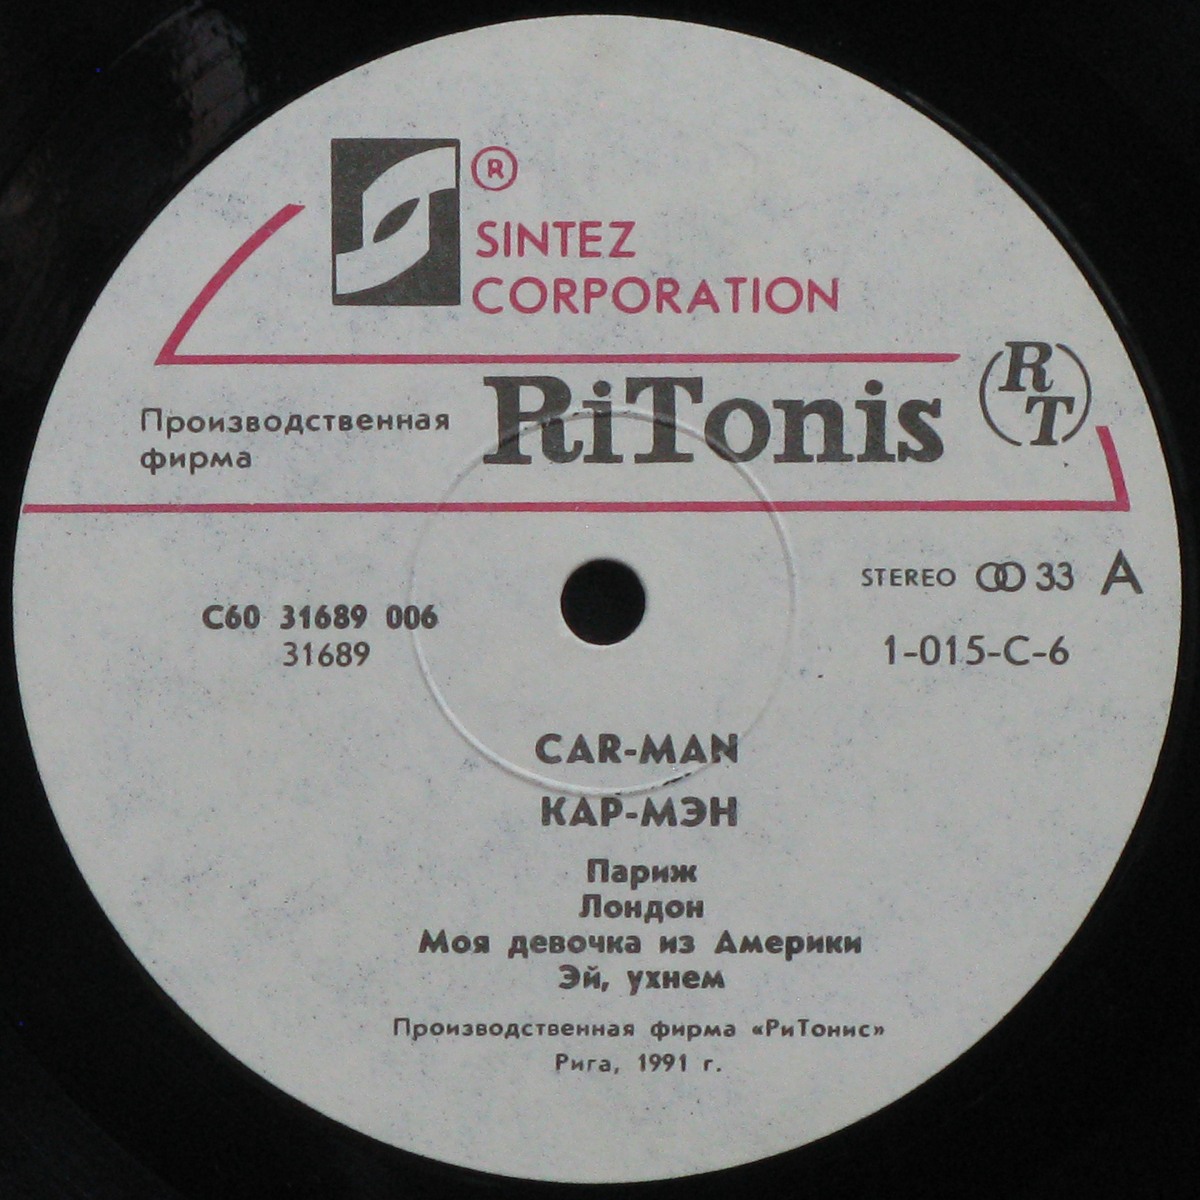 ®
SINTEZ
CORPORATION
Производственная
фирма
RiTonis
RT
STEREO 33 A
С60 31689 006
31689
1-015-С-6
CAR-MAN
КАР-МЭН
Париж
Лондон
Моя девочка из Америки
Эй, ухнем
Производственная фирма «РиТонис»
Рига, 1991 г.